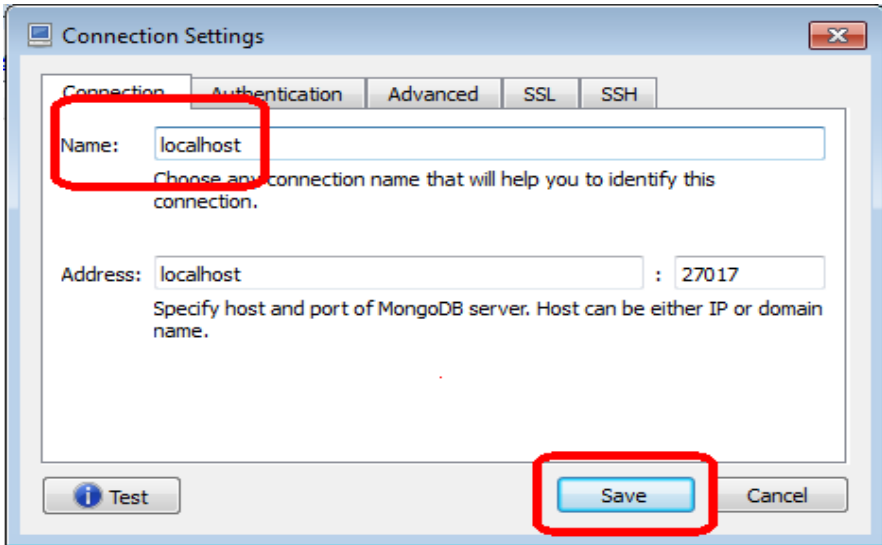 Connection Settings
Connection Authentication Advanced SSL SSH
Name: localhost
Choose any connection name that will help you to identify this
connection.
Address: localhost : 27017
Specify host and port of MongoDB server. Host can be either IP or domain
name.
Test Save Cancel